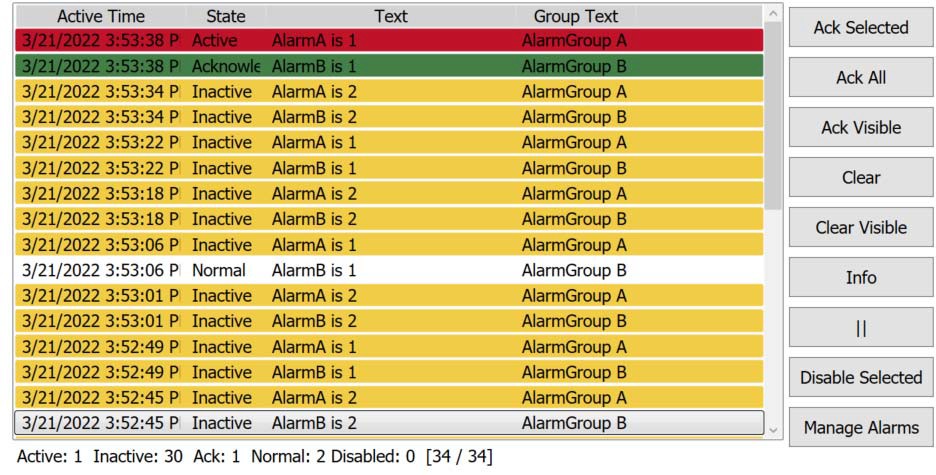 Active Time State Text Group Text
3/21/2022 3:53:38 P Active AlarmA is 1 AlarmGroup A
3/21/2022 3:53:38 P Acknowle AlarmB is 1 AlarmGroup B
3/21/2022 3:53:34 P Inactive AlarmA is 2 AlarmGroup A
3/21/2022 3:53:34 P Inactive AlarmB is 2 AlarmGroup B
3/21/2022 3:53:22 P Inactive AlarmA is 1 AlarmGroup A
3/21/2022 3:53:22 P Inactive AlarmB is 1 AlarmGroup B
3/21/2022 3:53:18 P Inactive AlarmA is 2 AlarmGroup A
3/21/2022 3:53:18 P Inactive AlarmB is 2 AlarmGroup B
3/21/2022 3:53:06 P Inactive AlarmA is 1 AlarmGroup A
3/21/2022 3:53:06 P Normal AlarmB is 1 AlarmGroup B
3/21/2022 3:53:01 P Inactive AlarmA is 2 AlarmGroup A
3/21/2022 3:53:01 P Inactive AlarmB is 2 AlarmGroup B
3/21/2022 3:52:49 P Inactive AlarmA is 1 AlarmGroup A
3/21/2022 3:52:49 P Inactive AlarmB is 1 AlarmGroup B
3/21/2022 3:52:45 P Inactive AlarmA is 2 AlarmGroup A
3/21/2022 3:52:45 P Inactive AlarmB is 2 AlarmGroup B
Active: 1 Inactive: 30 Ack: 1 Normal: 2 Disabled: 0 [34 / 34]
Ack Selected
Ack All
Ack Visible
Clear
Clear Visible
Info
||
Disable Selected
Manage Alarms